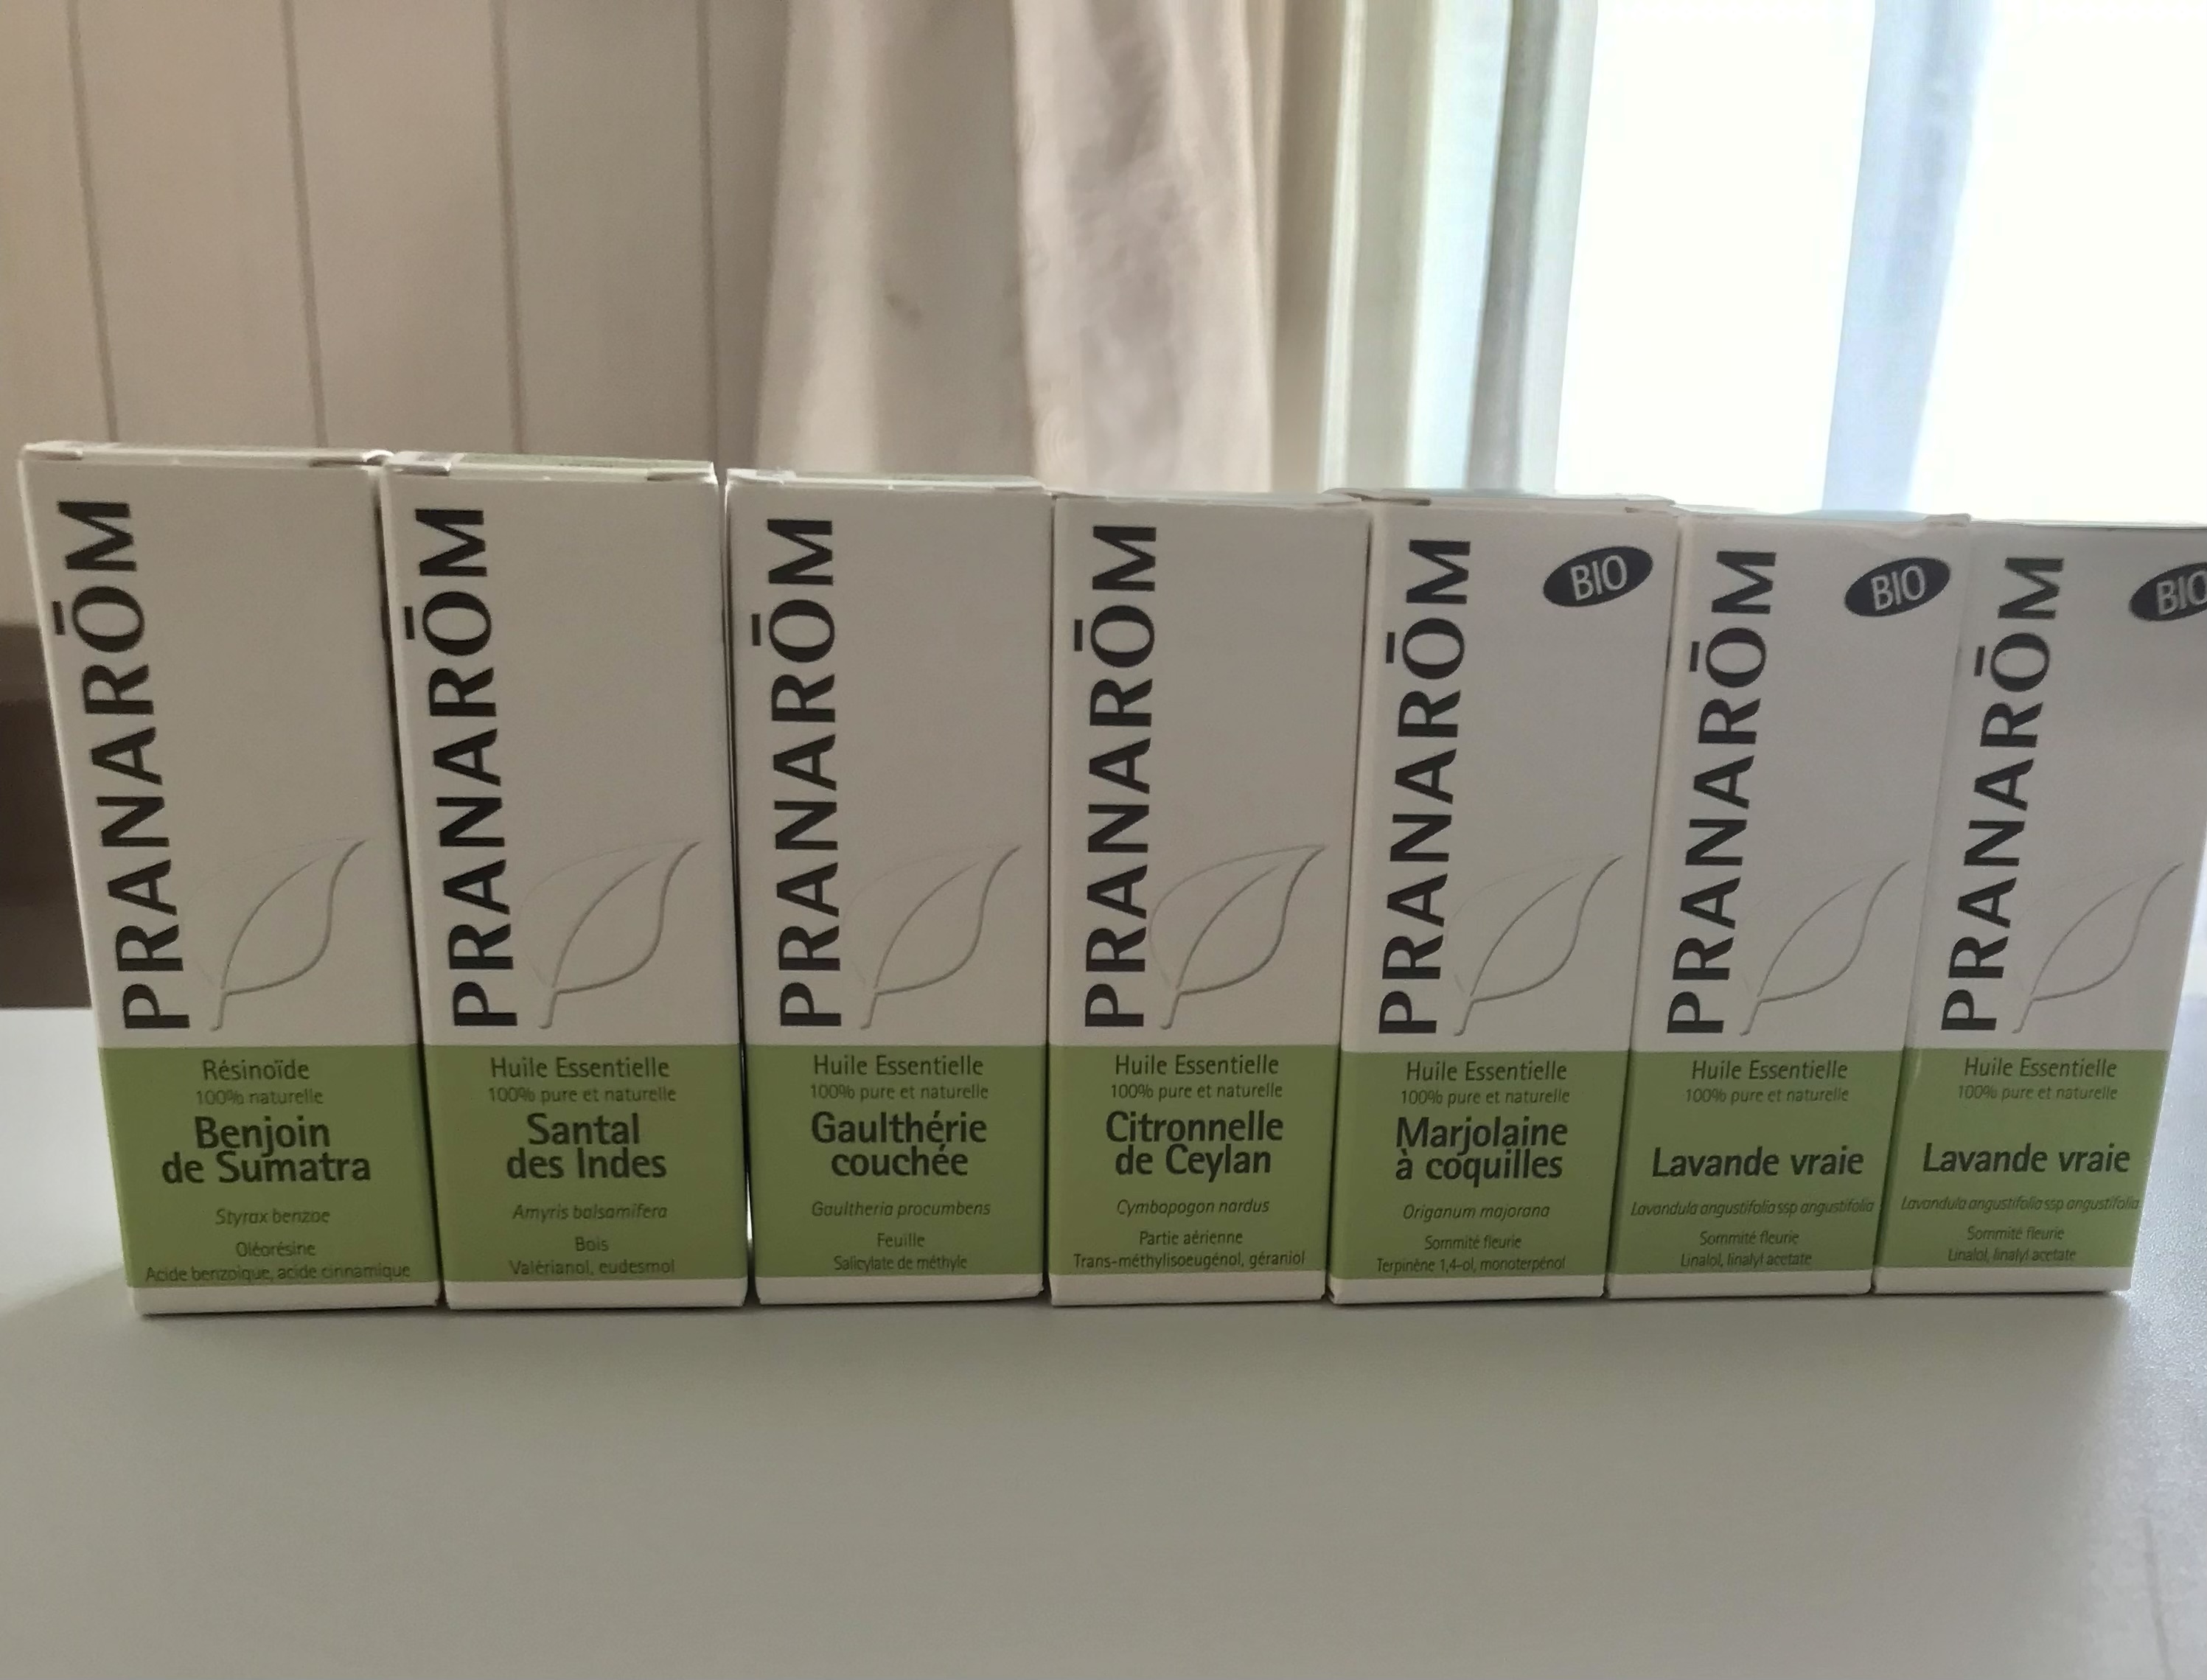 PRANARŌM
Résinoïde
100% naturelle
Benjoin
de Sumatra
Styrax benzoe
Oléorésine
Acide benzoïque, acide cinnamique
PRANARŌM
Huile Essentielle
100% pure et naturelle
Santal
des Indes
Amyris balsamifera
Bois
Valérianol, eudesmol
PRANARŌM
Huile Essentielle
100% pure et naturelle
Gaulthérie
couchée
Gaultheria procumbens
Feuille
Salicylate de méthyle
PRANARŌM
Huile Essentielle
100% pure et naturelle
Citronnelle
de Ceylan
Cymbopogon nardus
Partie aérienne
Trans-méthylisoeugénol, géraniol
PRANARŌM
BIO
Huile Essentielle
100% pure et naturelle
Marjolaine
à coquilles
Origanum majorana
Sommité fleurie
Terpinène 1,4-ol, monoterpénol
PRANARŌM
BIO
Huile Essentielle
100% pure et naturelle
Lavande vraie
Lavandula angustifolia ssp angustifolia
Sommité fleurie
Linalol, linalyl acetate
PRANARŌM
BIO
Huile Essentielle
100% pure et naturelle
Lavande vraie
Lavandula angustifolia ssp angustifolia
Sommité fleurie
Linalol, linalyl acetate